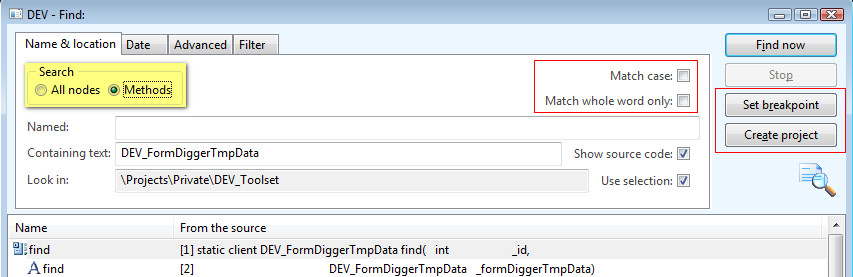 DEV - Find:
Name & location Date Advanced Filter
Find now
Search
Match case:
Stop
All nodes Methods
Match whole word only:
Set breakpoint
Named:
Create project
Containing text: DEV_FormDiggerTmpData Show source code:
Look in: \Projects\Private\DEV_Toolset Use selection:
Name From the source
find [1] static client DEV_FormDiggerTmpData find( int _id,
find [2] DEV_FormDiggerTmpData _formDiggerTmpData)